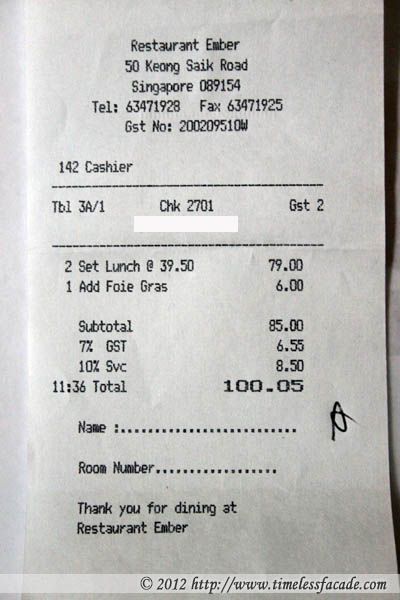 Restaurant Ember
50 Keong Saik Road
Singapore 089154
Tel: 63471928 Fax 63471925
Gst No: 200209510W
142 Cashier
Tbl 3A/1 Chk 2701 Gst 2
2 Set Lunch @ 39.50 79.00
1 Add Foie Gras 6.00
Subtotal 85.00
7% GST 6.55
10% Svc 8.50
11:36 Total 100.05
Name :..........................
Room Number..................
Thank you for dining at
Restaurant Ember
© 2012 http://www.timelessfacade.com